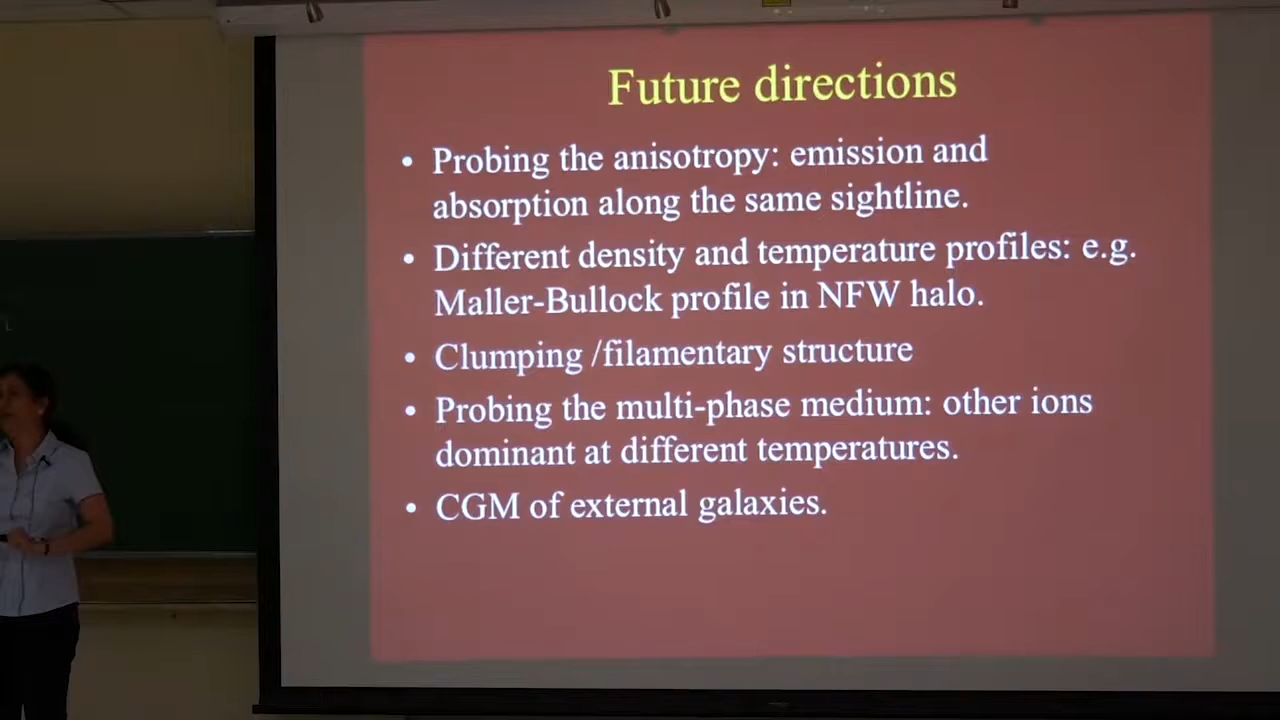 Future directions
• Probing the anisotropy: emission and
absorption along the same sightline.
• Different density and temperature profiles: e.g.
Maller-Bullock profile in NFW halo.
• Clumping /filamentary structure
• Probing the multi-phase medium: other ions
dominant at different temperatures.
• CGM of external galaxies.